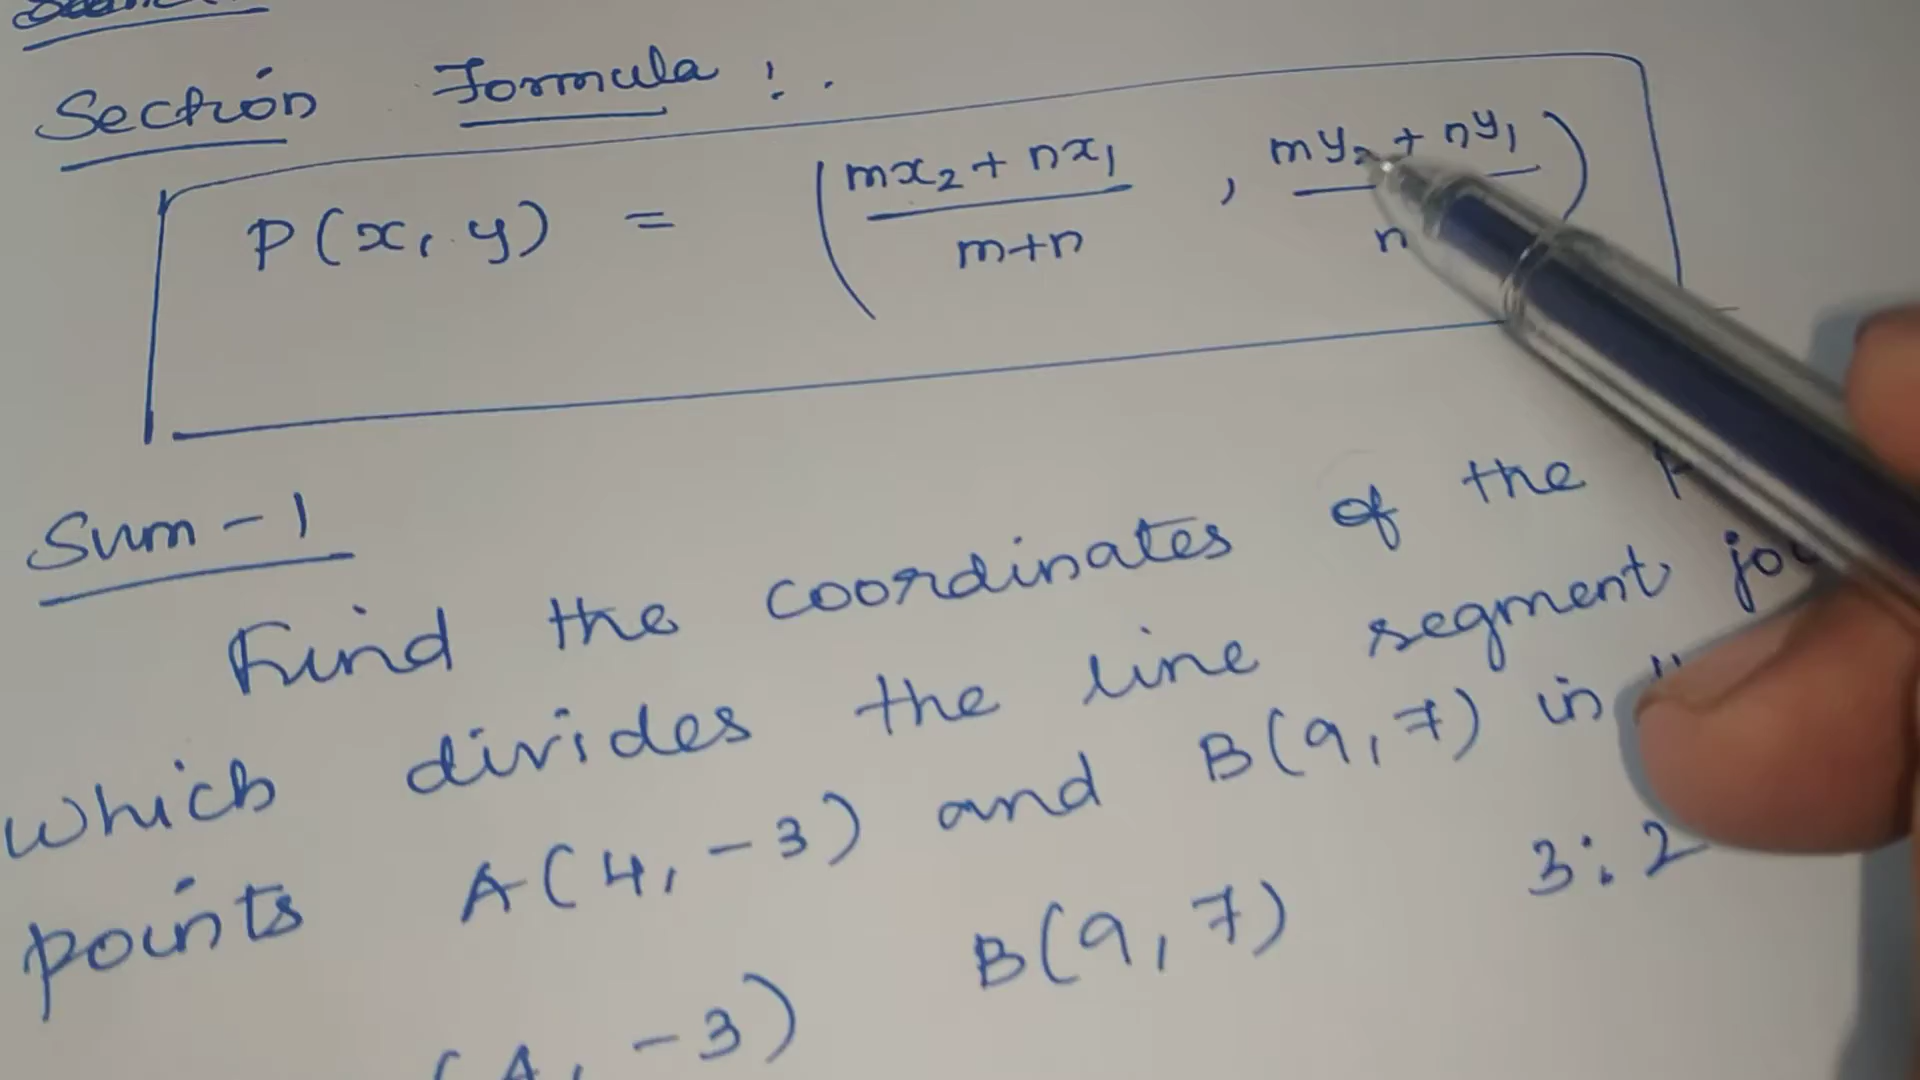 Section Formula : .
P(x, y) = (mx₂ + nx₁ / m+n , my₂ + ny₁ / n
Sum - 1
Find the coordinates of the
which divides the line segment
points A(4, -3) and B(9, 7) in
3:2
(4, -3) B(9, 7)